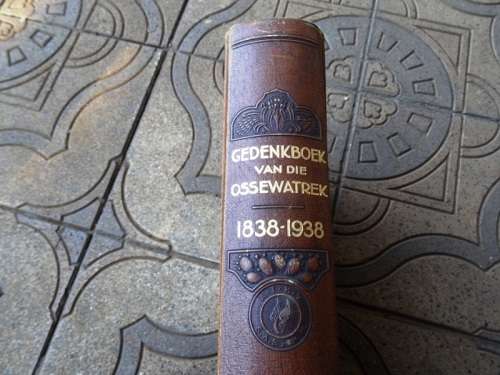 GEDENKBOEK
VAN DIE
OSSEWATREK
1838-1938